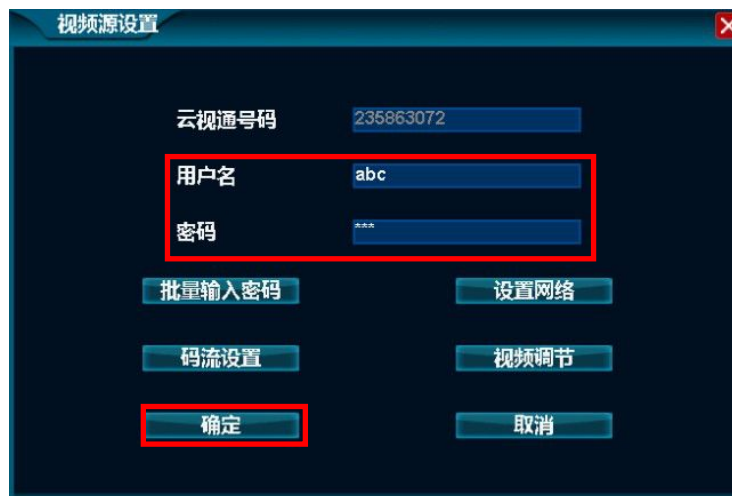 视频源设置
云视通号码 235863072
用户名 abc
密码 ***
批量输入密码 设置网络
码流设置 视频调节
确定 取消